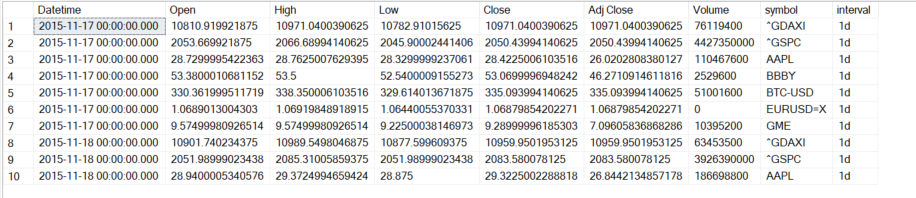 Datetime Open High Low Close Adj Close Volume symbol interval
1 2015-11-17 00:00:00.000 10810.919921875 10971.0400390625 10782.91015625 10971.0400390625 10971.0400390625 76119400 ^GDAXI 1d
2 2015-11-17 00:00:00.000 2053.669921875 2066.68994140625 2045.90002441406 2050.43994140625 2050.43994140625 4427350000 ^GSPC 1d
3 2015-11-17 00:00:00.000 28.7299995422363 28.7625007629395 28.3299999237061 28.4225006103516 26.0202808380127 110467600 AAPL 1d
4 2015-11-17 00:00:00.000 53.3800010681152 53.5 52.5400009155273 53.0699996948242 46.2710914611816 2529600 BBBY 1d
5 2015-11-17 00:00:00.000 330.361999511719 338.350006103516 329.614013671875 335.093994140625 335.093994140625 51001600 BTC-USD 1d
6 2015-11-17 00:00:00.000 1.0689013004303 1.06919848918915 1.06440055370331 1.06879854202271 1.06879854202271 0 EURUSD=X 1d
7 2015-11-17 00:00:00.000 9.57499980926514 9.57499980926514 9.22500038146973 9.28999996185303 7.09605836868286 10395200 GME 1d
8 2015-11-18 00:00:00.000 10901.740234375 10989.5498046875 10877.599609375 10959.9501953125 10959.9501953125 63453500 ^GDAXI 1d
9 2015-11-18 00:00:00.000 2051.98999023438 2085.31005859375 2051.98999023438 2083.580078125 2083.580078125 3926390000 ^GSPC 1d
10 2015-11-18 00:00:00.000 28.9400005340576 29.3724994659424 28.875 29.3225002288818 26.8442134857178 186698800 AAPL 1d